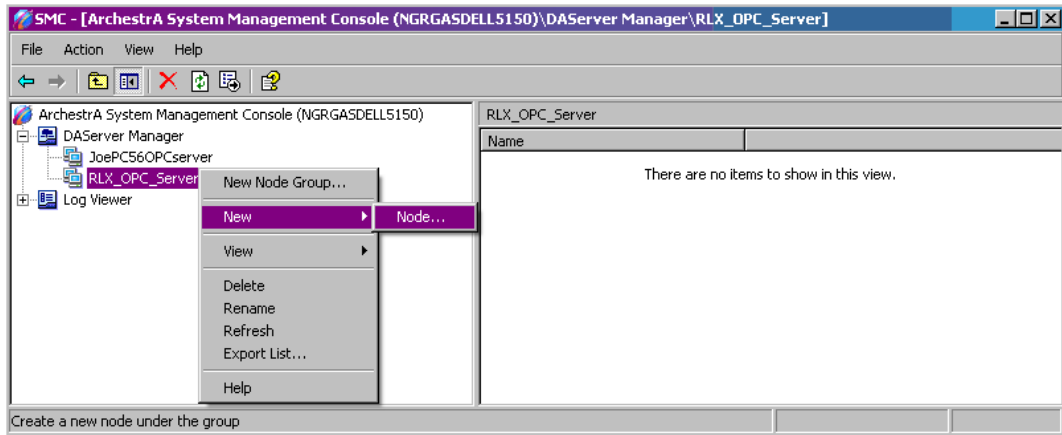 SMC - [ArchestrA System Management Console (NGRGASDELL5150)\DAServer Manager\RLX_OPC_Server]
File Action View Help
ArchestrA System Management Console (NGRGASDELL5150)
DAServer Manager
JoePC56OPCserver
RLX_OPC_Server
Log Viewer
New Node Group...
New
Node...
View
Delete
Rename
Refresh
Export List...
Help
RLX_OPC_Server
Name
There are no items to show in this view.
Create a new node under the group